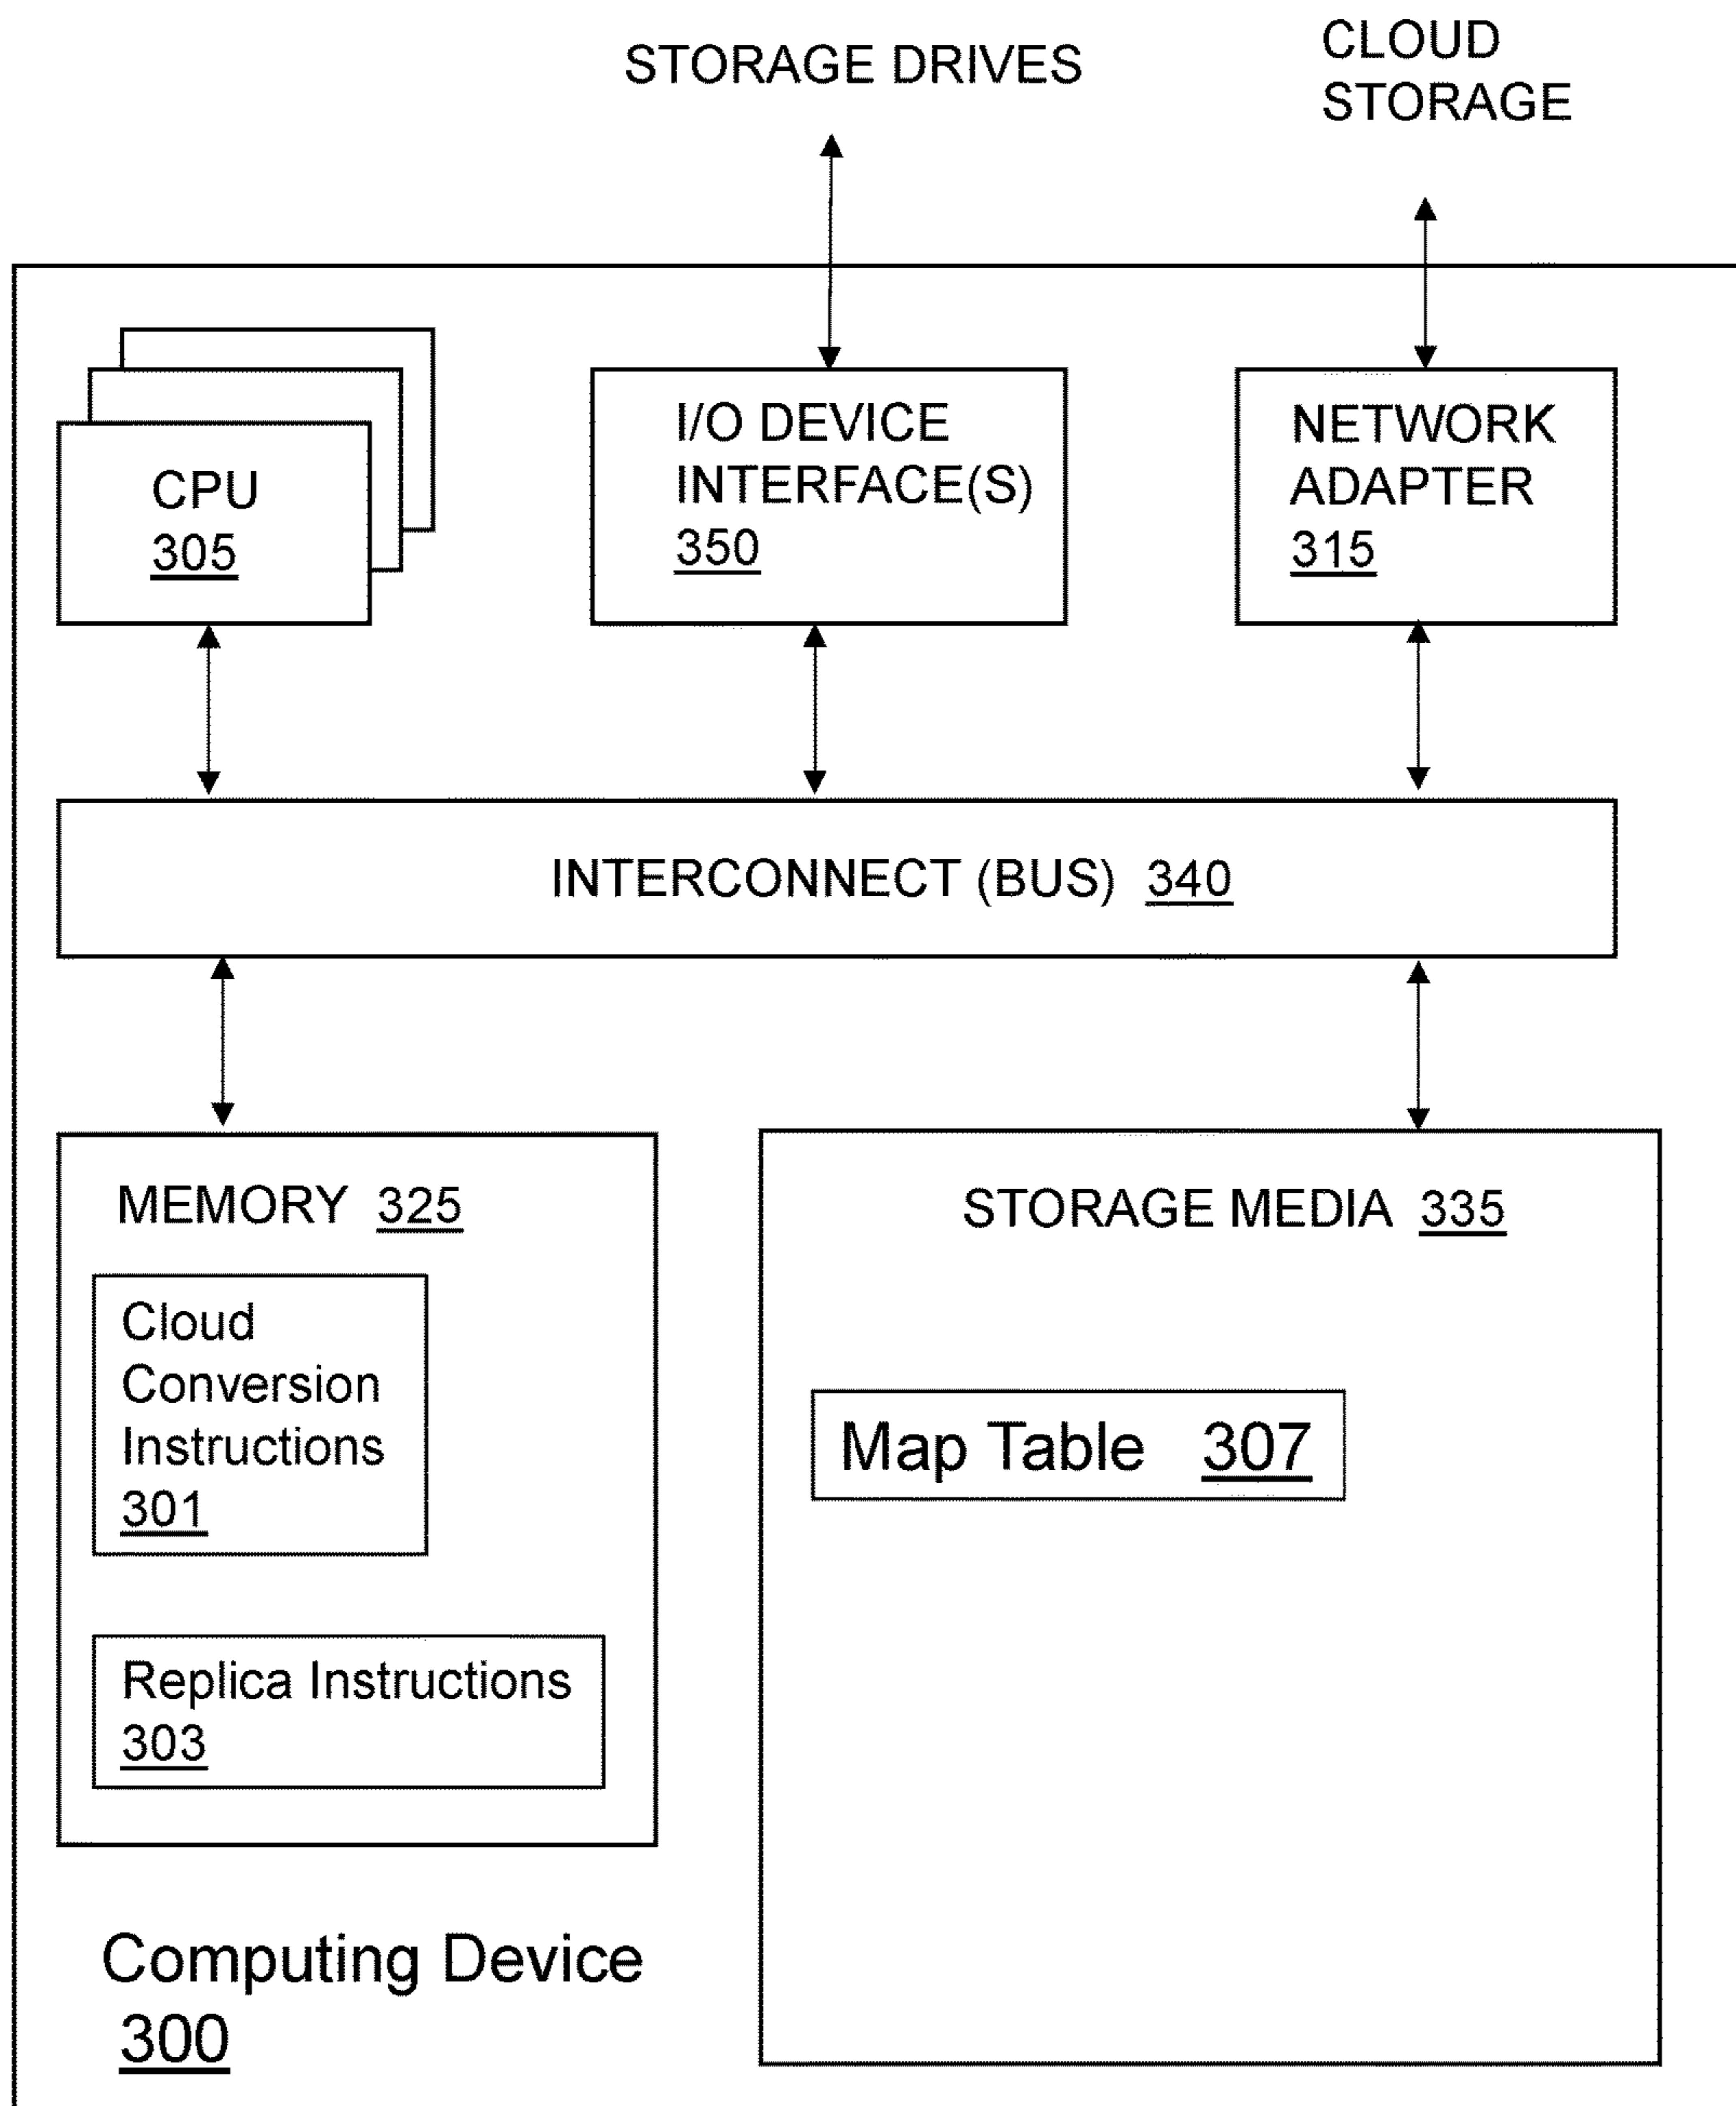 STORAGE DRIVES
CLOUD
STORAGE
CPU
305
I/O DEVICE
INTERFACE(S)
350
NETWORK
ADAPTER
315
INTERCONNECT (BUS) 340
MEMORY 325
Cloud
Conversion
Instructions
301
Replica Instructions
303
STORAGE MEDIA 335
Map Table 307
Computing Device
300